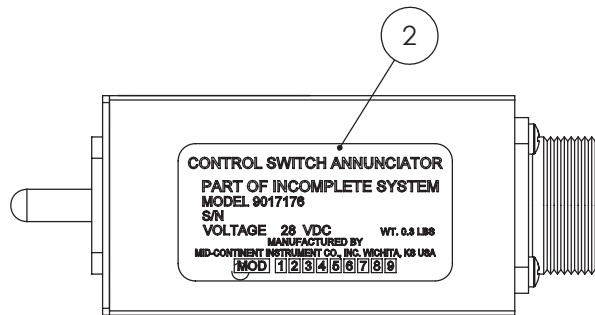 2
CONTROL SWITCH ANNUNCIATOR
PART OF INCOMPLETE SYSTEM
MODEL 9017176
S/N
VOLTAGE 28 VDC WT. 0.3 LBS
MANUFACTURED BY
MID-CONTINENT INSTRUMENT CO., INC. WICHITA, KS USA
MOD 1 2 3 4 5 6 7 8 9